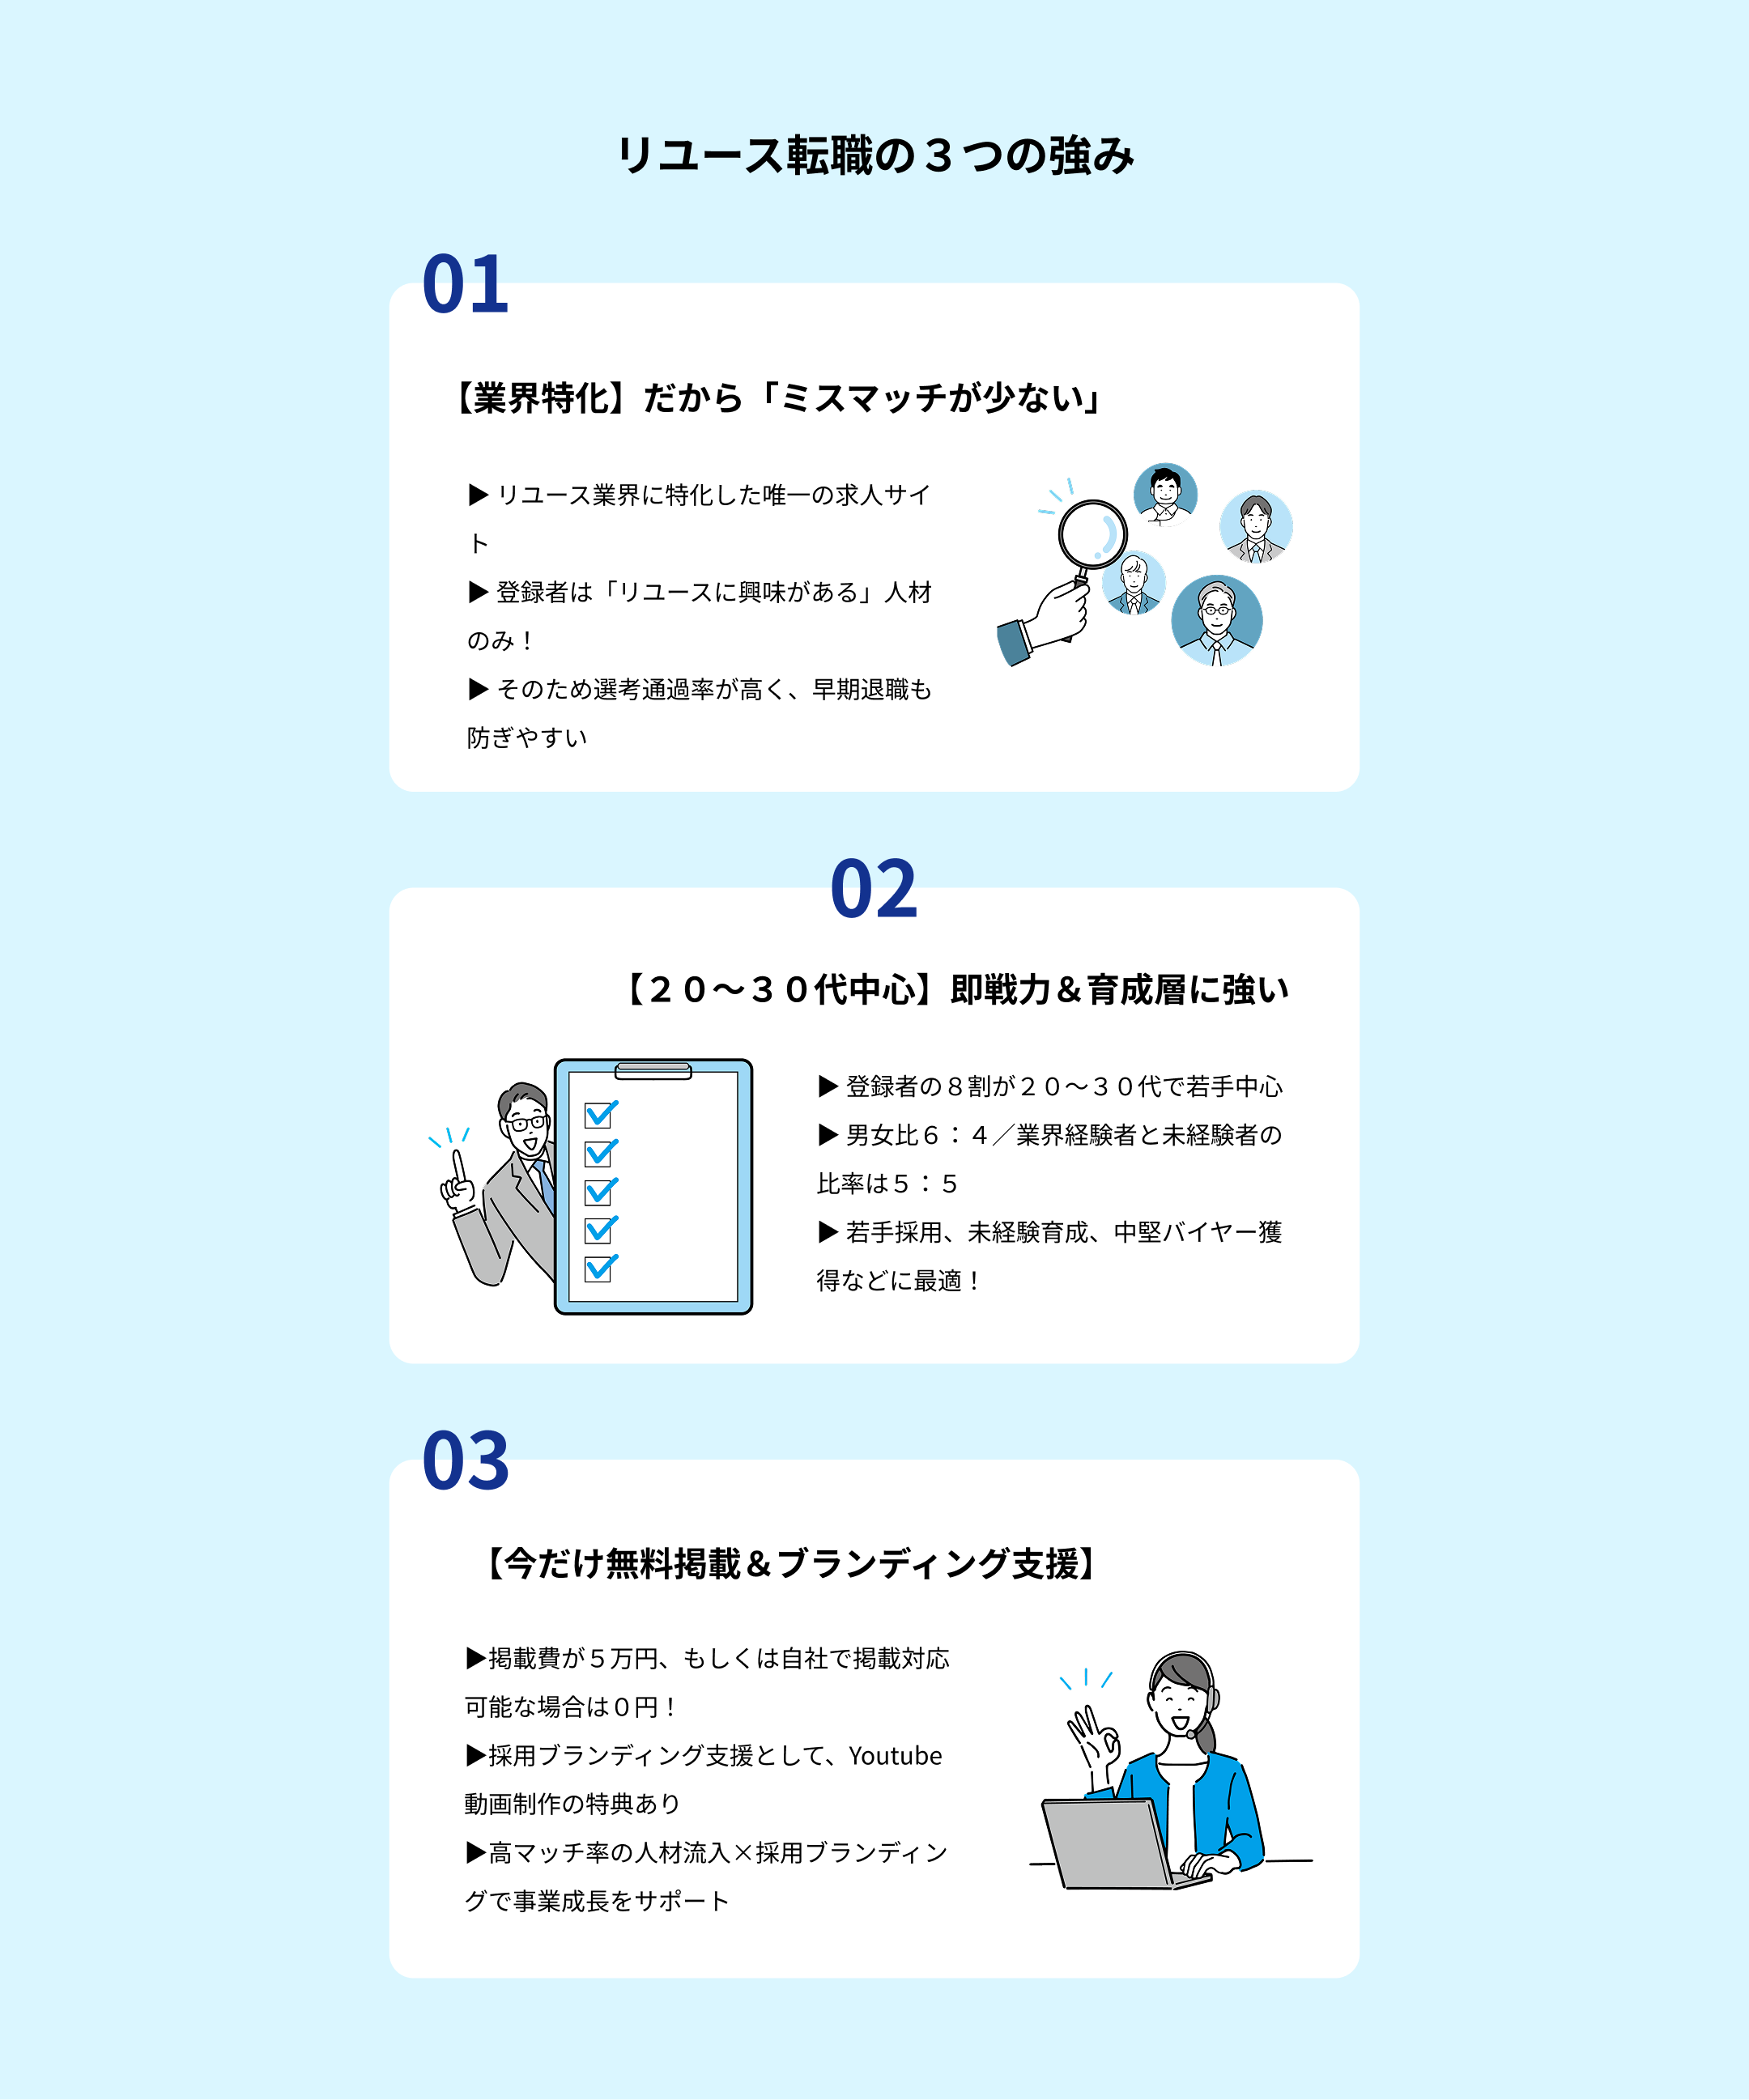 リユース転職の３つの強み
01
【業界特化】だから「ミスマッチが少ない」
▶ リユース業界に特化した唯一の求人サイ
ト
▶ 登録者は「リユースに興味がある」人材
のみ！
▶ そのため選考通過率が高く、早期退職も
防ぎやすい
02
【２０～３０代中心】即戦力＆育成層に強い
▶ 登録者の８割が２０～３０代で若手中心
▶ 男女比６：４／業界経験者と未経験者の
比率は５：５
▶ 若手採用、未経験育成、中堅バイヤー獲
得などに最適！
03
【今だけ無料掲載＆ブランディング支援】
▶掲載費が５万円、もしくは自社で掲載対応
可能な場合は０円！
▶採用ブランディング支援として、Youtube
動画制作の特典あり
▶高マッチ率の人材流入×採用ブランディン
グで事業成長をサポート